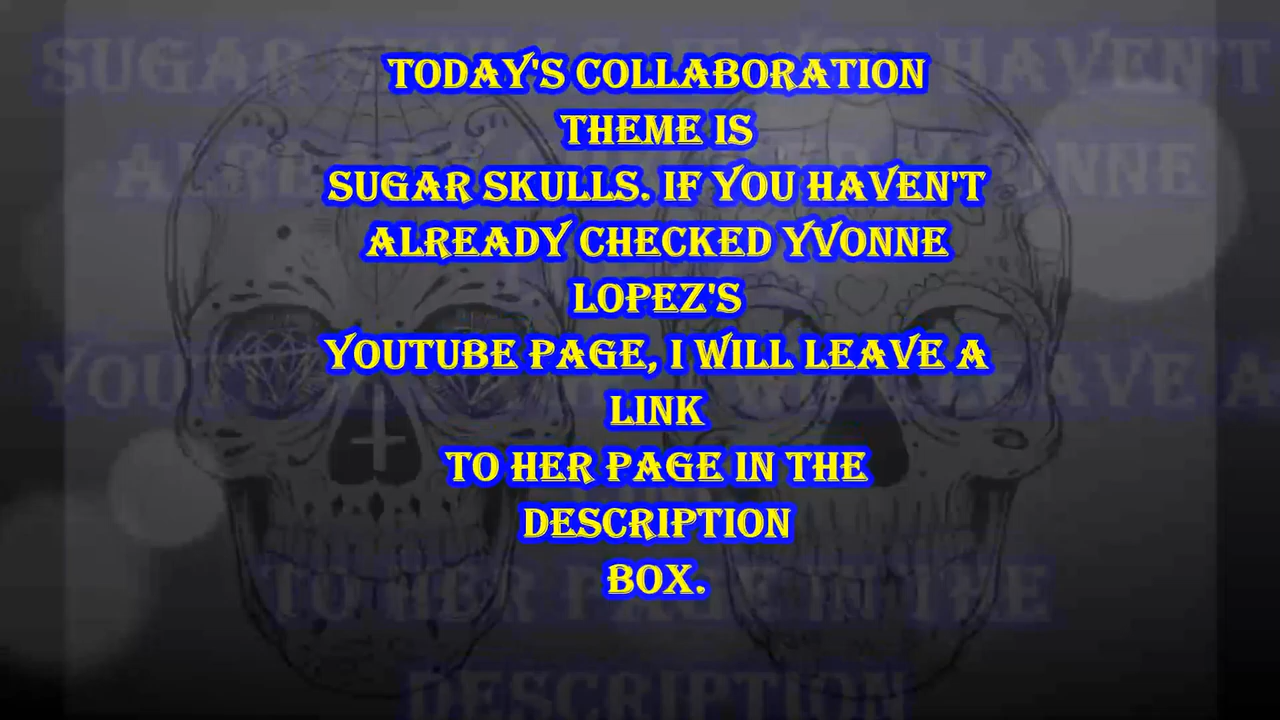 TODAY'S COLLABORATION
THEME IS
SUGAR SKULLS. IF YOU HAVEN'T
ALREADY CHECKED YVONNE
LOPEZ'S
YOUTUBE PAGE, I WILL LEAVE A
LINK
TO HER PAGE IN THE
DESCRIPTION
BOX.